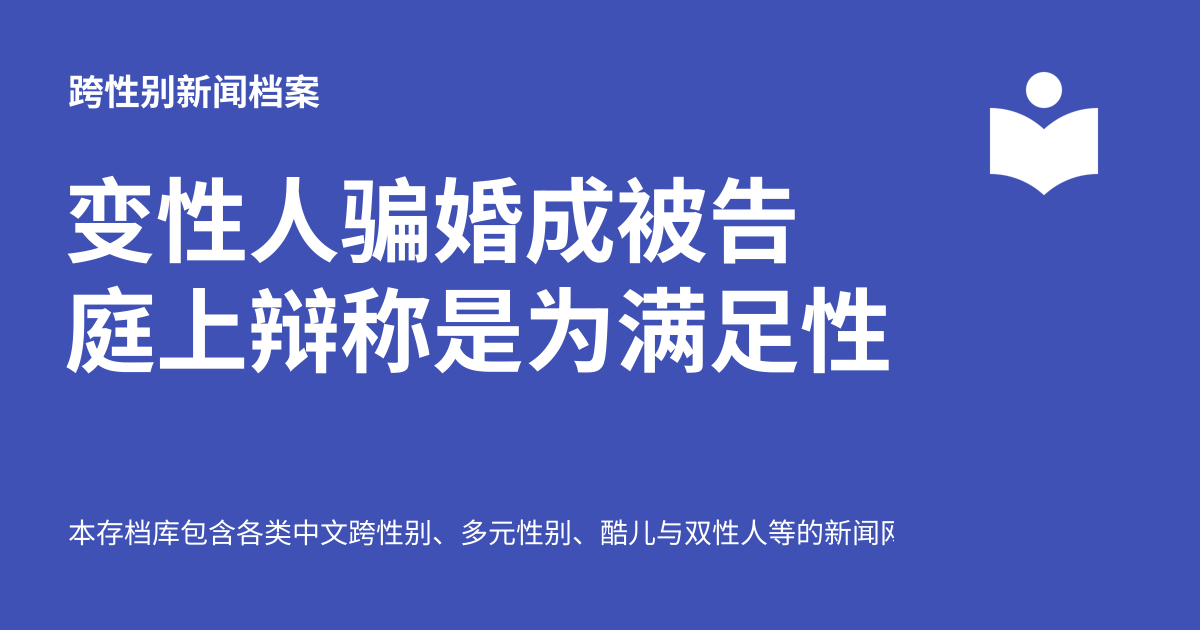 跨性别新闻档案
变性人骗婚成被告
庭上辩称是为满足性
本存档库包含各类中文跨性别、多元性别、酷儿与双性人等的新闻